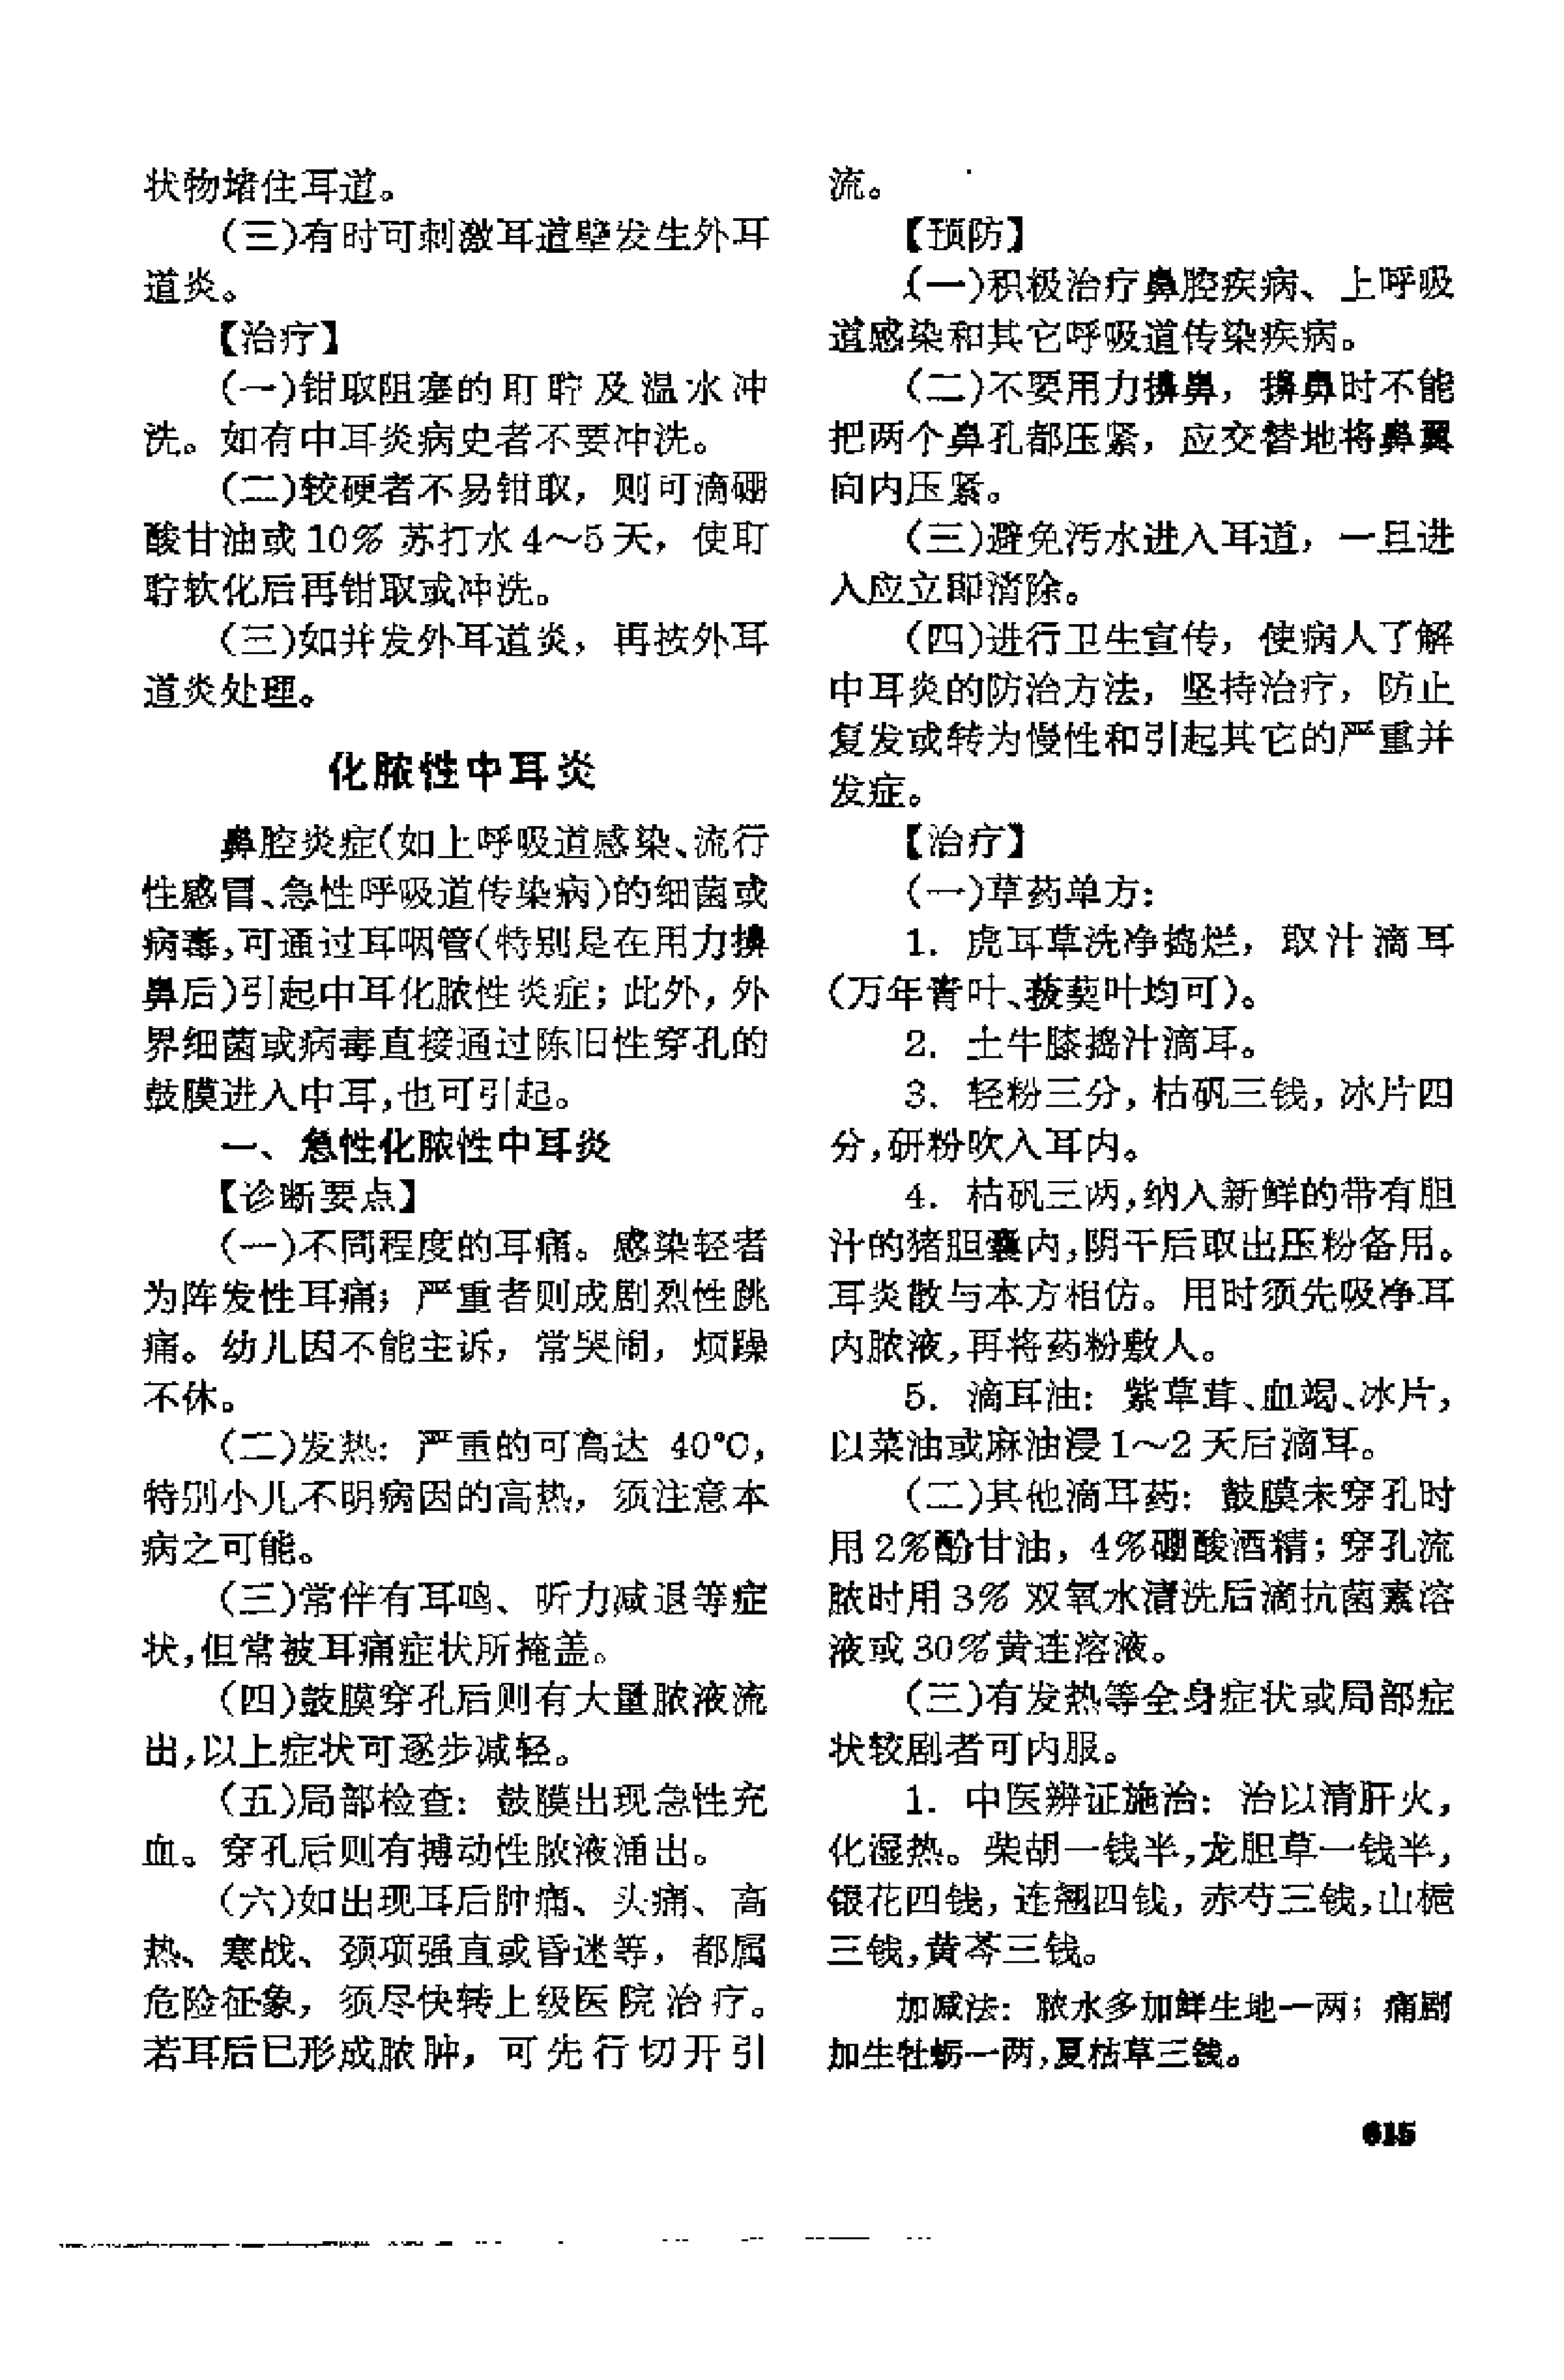 状物堵住耳道。
(三)有时可刺激耳道壁发生外耳
道炎。
【治疗】
(一)钳取阻塞的耵聍及温水冲
洗。如有中耳炎病史者不要冲洗。
(二)较硬者不易钳取，则可滴硼
酸甘油或10%苏打水4～5天，使耵
聍软化后再钳取或冲洗。
(三)如并发外耳道炎，再按外耳
道炎处理。
化脓性中耳炎
鼻腔炎症(如上呼吸道感染、流行
性感冒、急性呼吸道传染病)的细菌或
病毒,可通过耳咽管(特别是在用力擤
鼻后)引起中耳化脓性炎症；此外，外
界细菌或病毒直接通过陈旧性穿孔的
鼓膜进入中耳,也可引起。
一、急性化脓性中耳炎
【诊断要点】
(一)不同程度的耳痛。感染轻者
为阵发性耳痛；严重者则成剧烈性跳
痛。幼儿因不能主诉，常哭闹，烦躁
不休。
(二)发热：严重的可高达 40°C，
特别小儿不明病因的高热，须注意本
病之可能。
(三)常伴有耳鸣、听力减退等症
状,但常被耳痛症状所掩盖。
(四)鼓膜穿孔后则有大量脓液流
出,以上症状可逐步减轻。
(五)局部检查：鼓膜出现急性充
血。穿孔后则有搏动性脓液涌出。
(六)如出现耳后肿痛、头痛、高
热、寒战、颈项强直或昏迷等，都属
危险征象，须尽快转上级医院治疗。
若耳后已形成脓肿，可先行切开引
流。
【预防】
(一)积极治疗鼻腔疾病、上呼吸
道感染和其它呼吸道传染疾病。
(二)不要用力擤鼻，擤鼻时不能
把两个鼻孔都压紧，应交替地将鼻翼
向内压紧。
(三)避免污水进入耳道，一旦进
入应立即清除。
(四)进行卫生宣传，使病人了解
中耳炎的防治方法，坚持治疗，防止
复发或转为慢性和引起其它的严重并
发症。
【治疗】
(一)草药单方：
1. 虎耳草洗净捣烂，取汁滴耳
(万年青叶、菝葜叶均可)。
2. 土牛膝捣汁滴耳。
3. 轻粉三分，枯矾三钱，冰片四
分,研粉吹入耳内。
4. 枯矾三两,纳入新鲜的带有胆
汁的猪胆囊内,阴干后取出压粉备用。
耳炎散与本方相仿。用时须先吸净耳
内脓液,再将药粉敷人。
5. 滴耳油：紫草茸、血竭、冰片，
以菜油或麻油浸1～2天后滴耳。
(二)其他滴耳药：鼓膜未穿孔时
用2%酚甘油，4%硼酸酒精；穿孔流
脓时用3%双氧水清洗后滴抗菌素溶
液或30%黄连溶液。
(三)有发热等全身症状或局部症
状较剧者可内服。
1. 中医辨证施治：治以清肝火，
化湿热。柴胡一钱半,龙胆草一钱半，
银花四钱，连翘四钱，赤芍三钱,山栀
三钱,黄芩三钱。
加减法：脓水多加鲜生地一两；痛剧
加生牡蛎一两,夏枯草三钱。
615